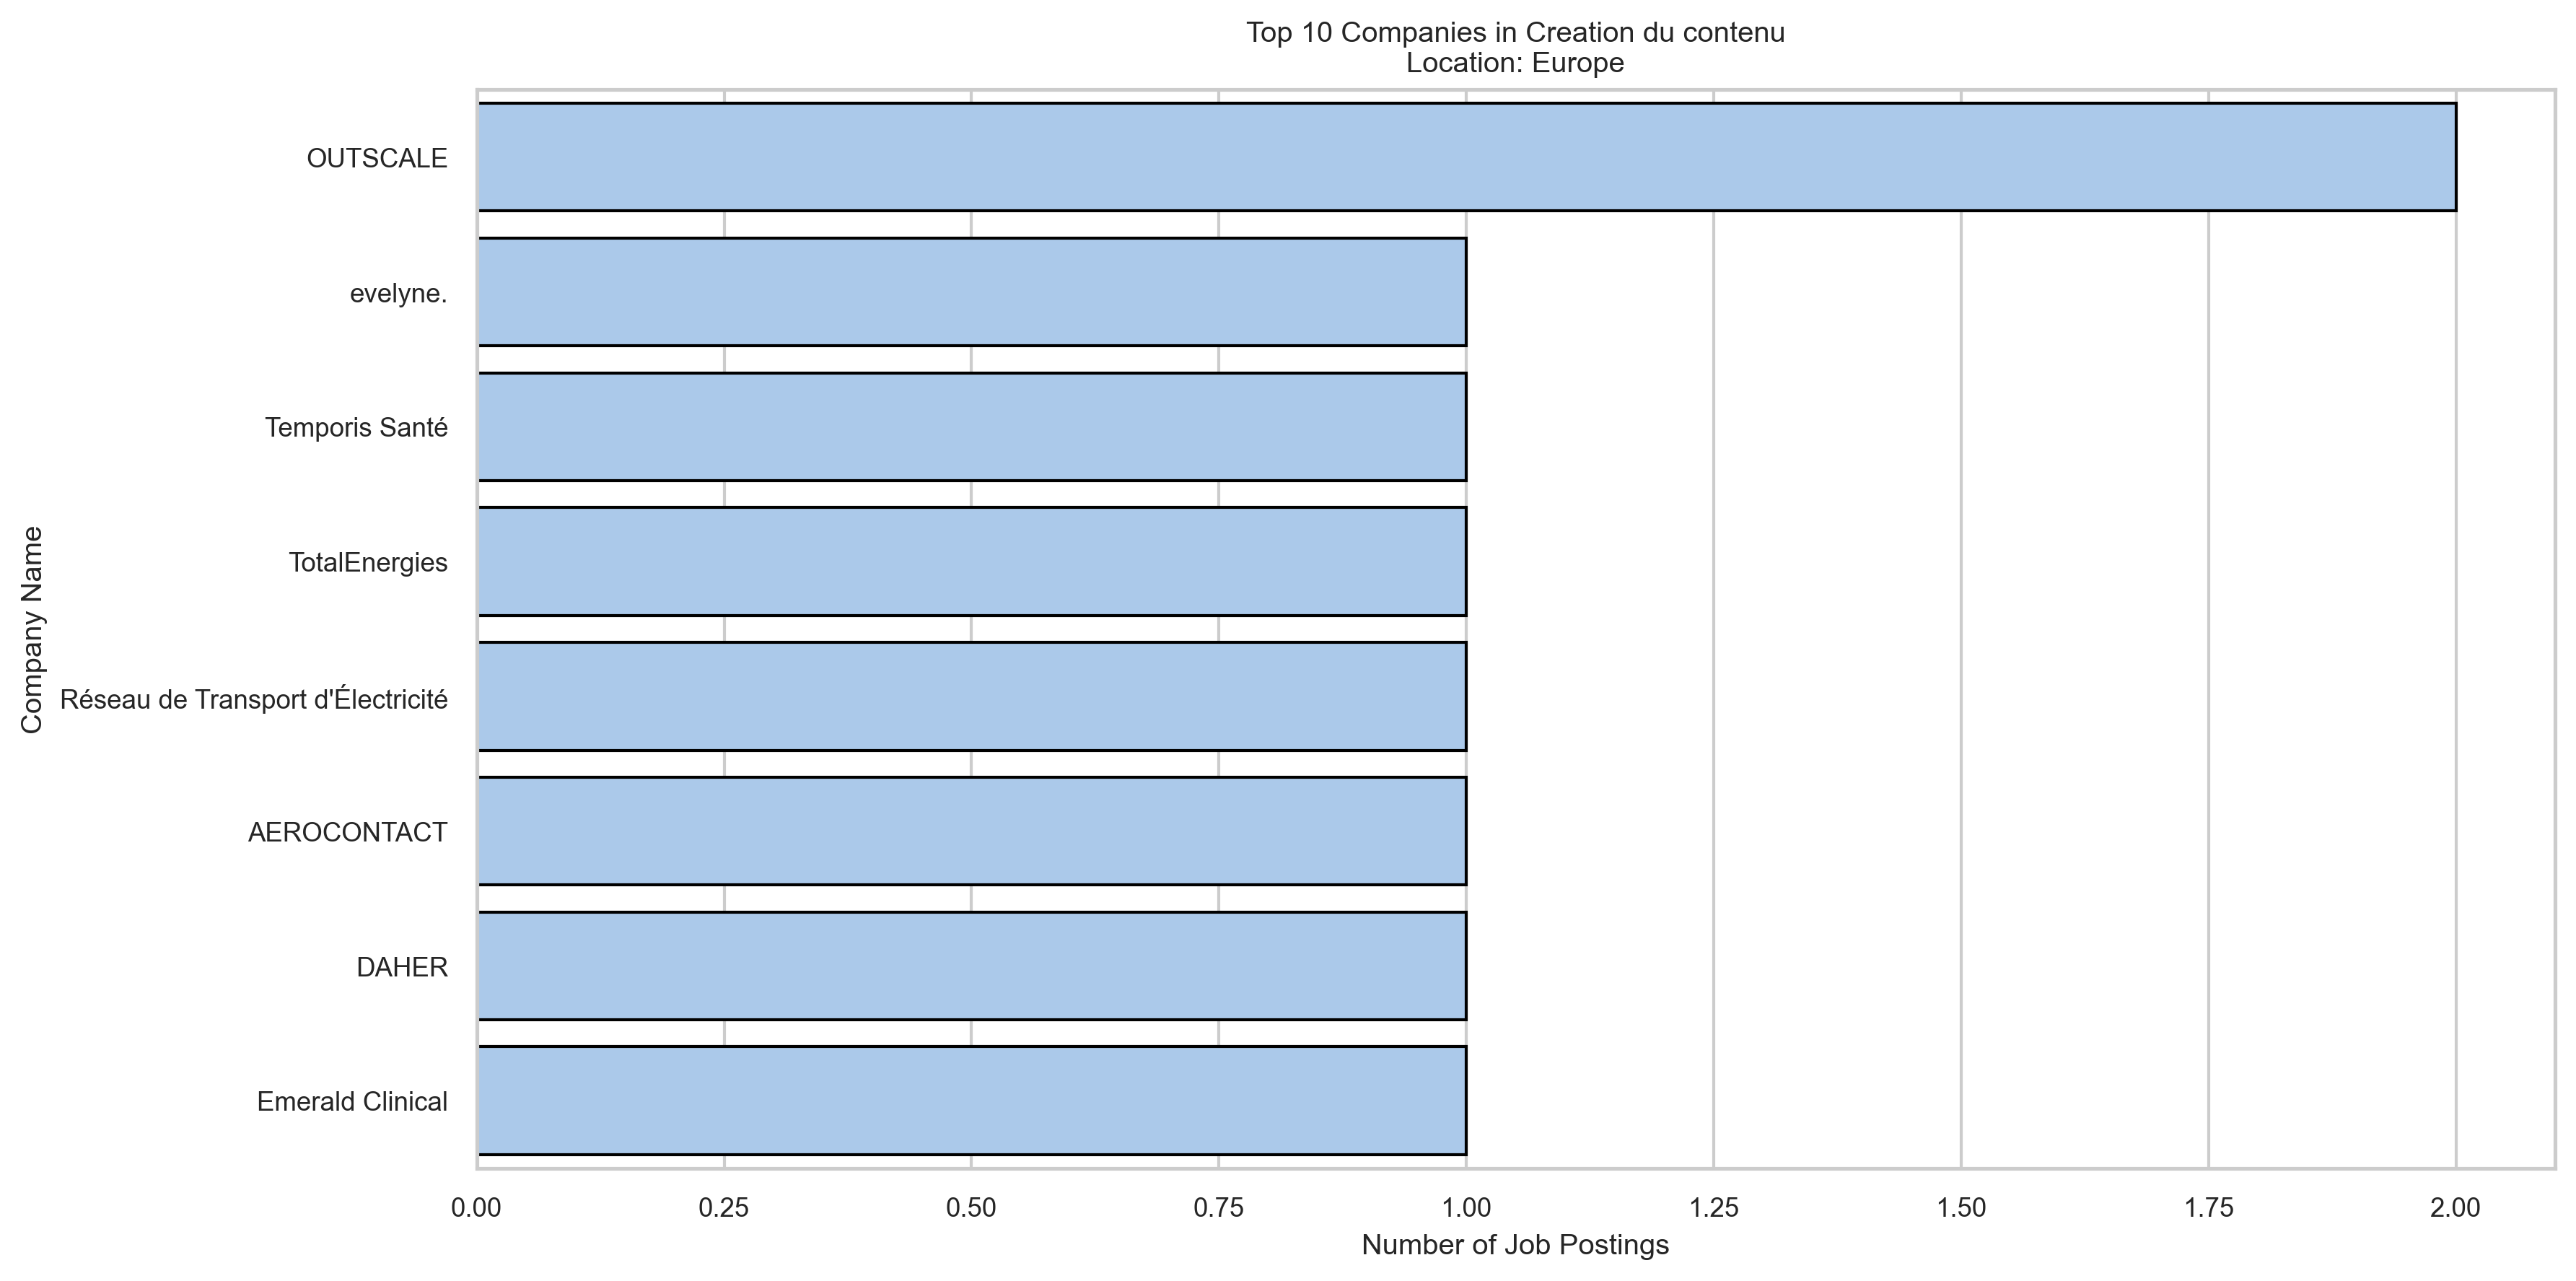 Top 10 Companies in Creation du contenu
Location: Europe
Company Name
OUTSCALE
evelyne.
Temporis Santé
TotalEnergies
Réseau de Transport d'Électricité
AEROCONTACT
DAHER
Emerald Clinical
0.00 0.25 0.50 0.75 1.00 1.25 1.50 1.75 2.00
Number of Job Postings